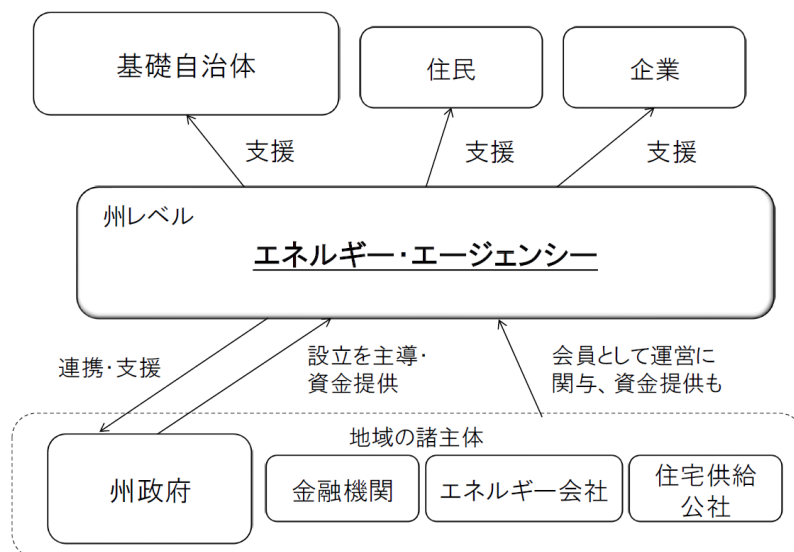 基礎自治体
住民
企業
支援
支援
支援
州レベル
エネルギー・エージェンシー
連携・支援
設立を主導・
資金提供
会員として運営に
関与、資金提供も
地域の諸主体
州政府
金融機関
エネルギー会社
住宅供給
公社